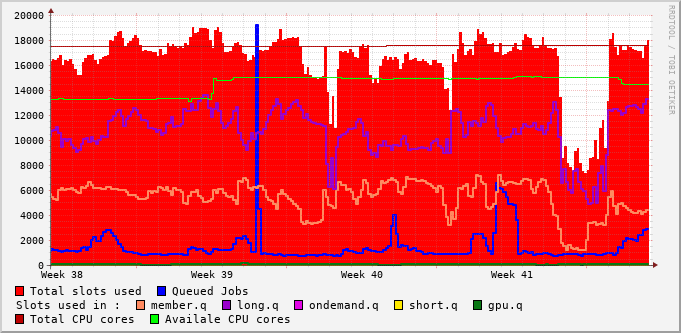 20000
18000
16000
14000
12000
10000
8000
6000
4000
2000
0
Week 38 Week 39 Week 40 Week 41
Total slots used Queued Jobs
Slots used in : member.q long.q ondemand.q short.q gpu.q
Total CPU cores Availale CPU cores
RRDTOOL / TOBI OETIKER